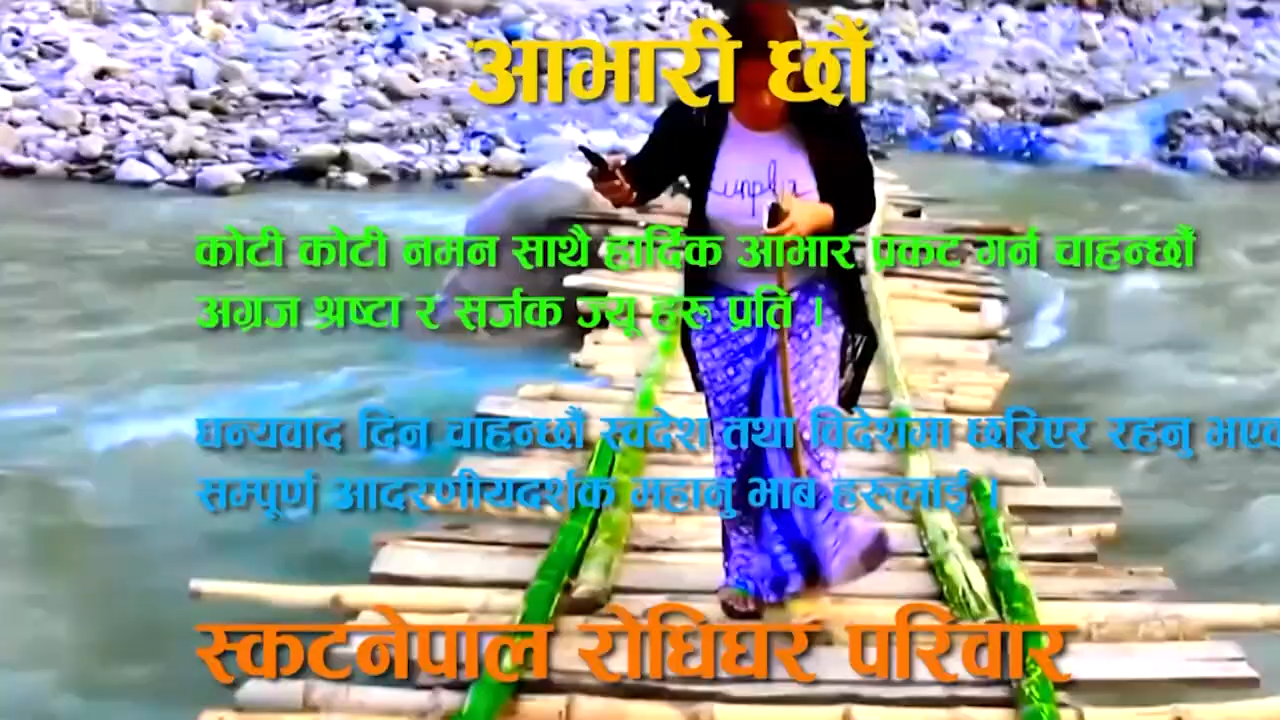 आभारी छौं
unplu
कोटी कोटी नमन साथै हार्दिक आभार प्रकट गर्न चाहन्छौं
अग्रज श्रष्टा र सर्जक ज्यू हरू प्रति ।
धन्यवाद दिनु चाहन्छौं स्वदेश तथा विदेशमा छरिएर रहनु
सम्पूर्ण आदरणीयदर्शक महानु भाब हरूलाई ।
स्कटनेपाल रोधिघर परिवार